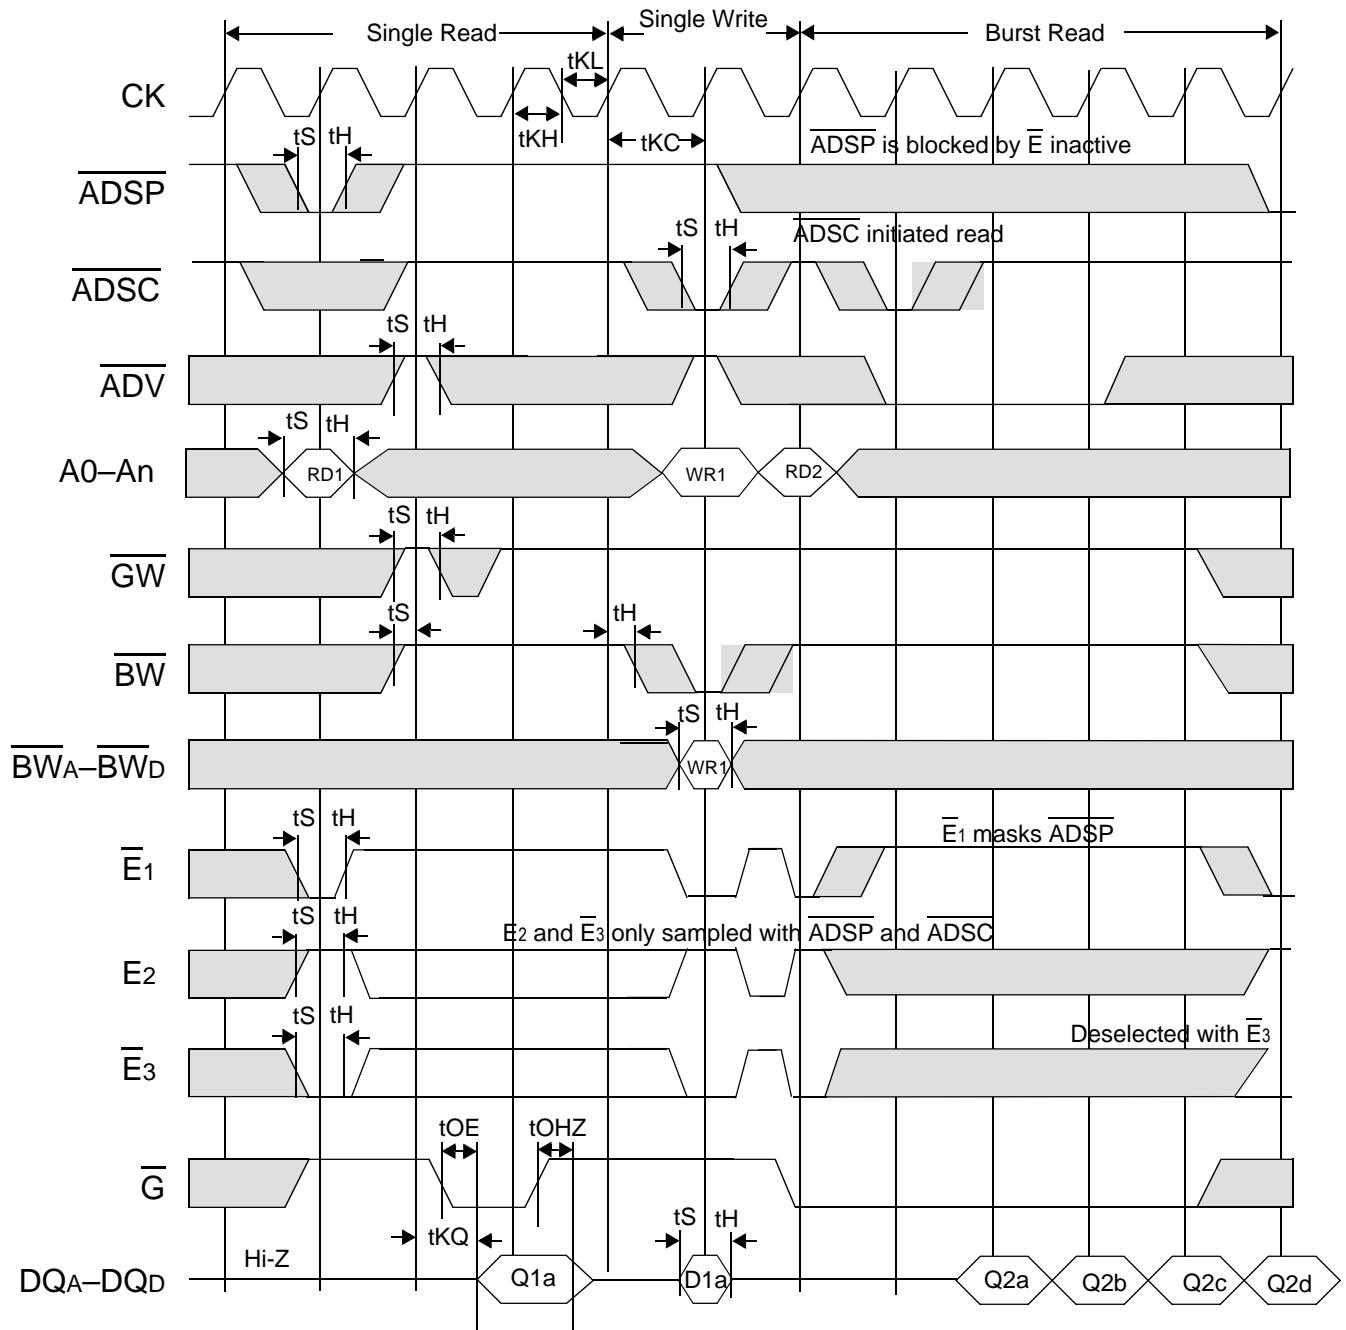 Single Read
Single Write
Burst Read
tKL
CK
tKH
tKC
tS
tH
ADSP is blocked by E inactive
ADSP
tS
tH
ADSC initiated read
ADSC
tS
tH
ADV
tS
tH
A0–An
RD1
WR1
RD2
tS
tH
GW
tS
tH
BW
tS
tH
BWA–BWD
WR1
tS
tH
E1 masks ADSP
E1
tS
tH
E2 and E3 only sampled with ADSP and ADSC
E2
tS
tH
Deselected with E3
E3
tOE
tOHZ
G
tKQ
tS
tH
Hi-Z
DQA–DQD
Q1a
D1a
Q2a
Q2b
Q2c
Q2d